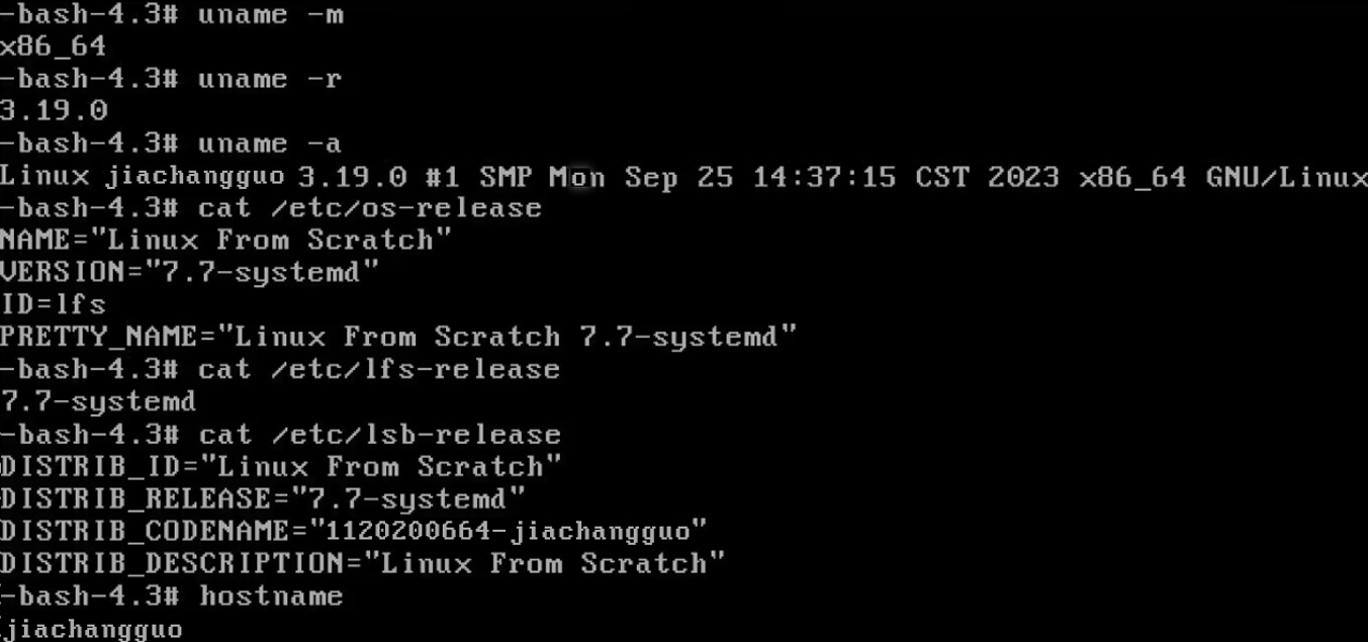 -bash-4.3# uname -m
x86_64
-bash-4.3# uname -r
3.19.0
-bash-4.3# uname -a
Linux jiachangguo 3.19.0 #1 SMP Mon Sep 25 14:37:15 CST 2023 x86_64 GNU/Linux
-bash-4.3# cat /etc/os-release
NAME="Linux From Scratch"
VERSION="7.7-systemd"
ID=lfs
PRETTY_NAME="Linux From Scratch 7.7-systemd"
-bash-4.3# cat /etc/lfs-release
7.7-systemd
-bash-4.3# cat /etc/lsb-release
DISTRIB_ID="Linux From Scratch"
DISTRIB_RELEASE="7.7-systemd"
DISTRIB_CODENAME="1120200664-jiachangguo"
DISTRIB_DESCRIPTION="Linux From Scratch"
-bash-4.3# hostname
jiachangguo